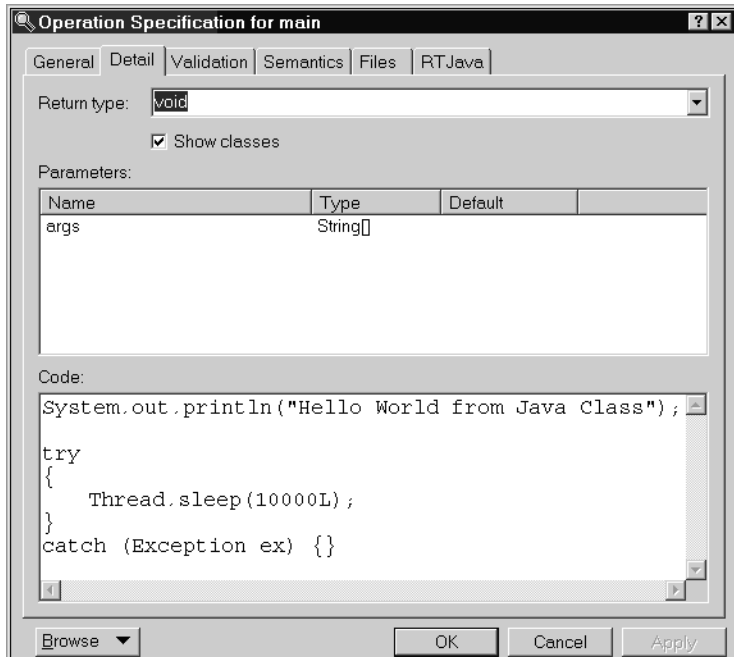 Operation Specification for main
General Detail Validation Semantics Files RTJava
Return type: void
Show classes
Parameters:
Name Type Default
args String[]
Code:
System.out.println("Hello World from Java Class");
try
{
Thread.sleep(10000L);
}
catch (Exception ex) {}
Browse OK Cancel Apply